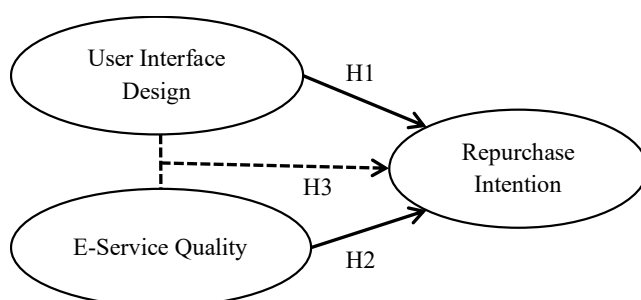 User Interface
Design
H1
Repurchase
Intention
H3
E-Service Quality
H2